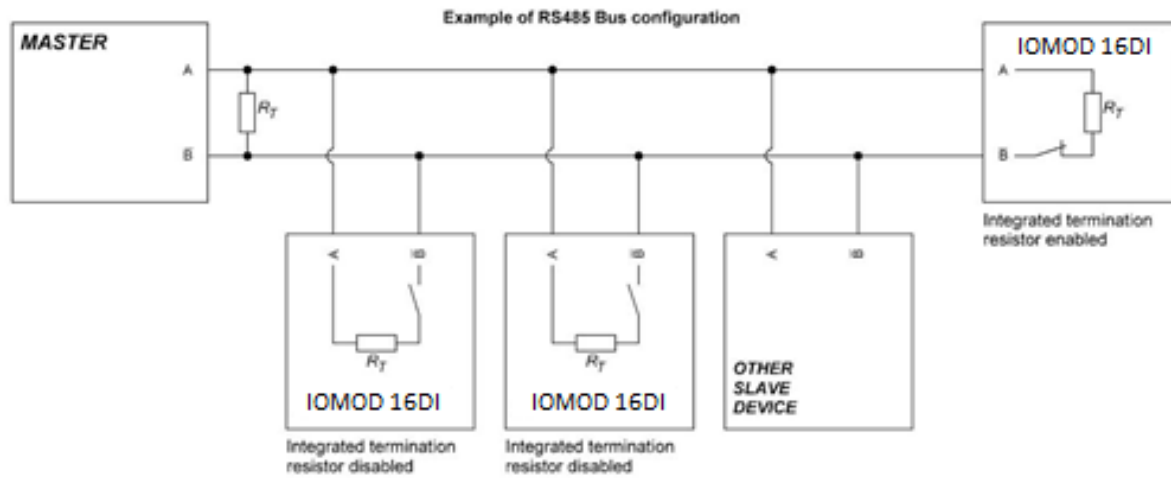 Example of RS485 Bus configuration
MASTER
A
B
RT
IOMOD 16DI
A
B
RT
Integrated termination
resistor enabled
A
B
RT
IOMOD 16DI
Integrated termination
resistor disabled
A
B
RT
IOMOD 16DI
Integrated termination
resistor disabled
A
B
OTHER
SLAVE
DEVICE